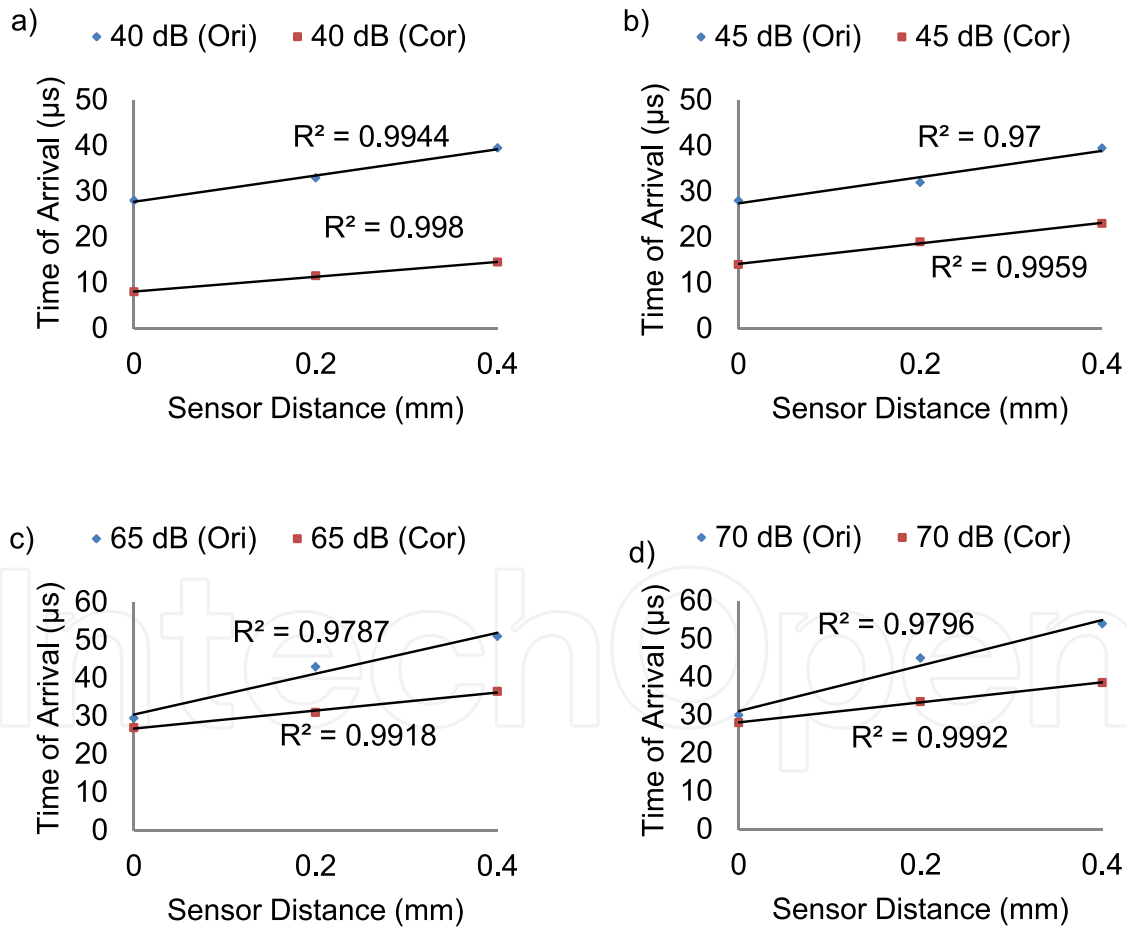 a)
40 dB (Ori) 40 dB (Cor)
Time of Arrival (µs)
50
40
30
20
10
0
R² = 0.9944
R² = 0.998
0 0.2 0.4
Sensor Distance (mm)
b)
45 dB (Ori) 45 dB (Cor)
Time of Arrival (µs)
50
40
30
20
10
0
R² = 0.97
R² = 0.9959
0 0.2 0.4
Sensor Distance (mm)
c)
65 dB (Ori) 65 dB (Cor)
Time of Arrival (µs)
60
50
40
30
20
10
0
R² = 0.9787
R² = 0.9918
0 0.2 0.4
Sensor Distance (mm)
d)
70 dB (Ori) 70 dB (Cor)
Time of Arrival (µs)
60
50
40
30
20
10
0
R² = 0.9796
R² = 0.9992
0 0.2 0.4
Sensor Distance (mm)
IntechOpen